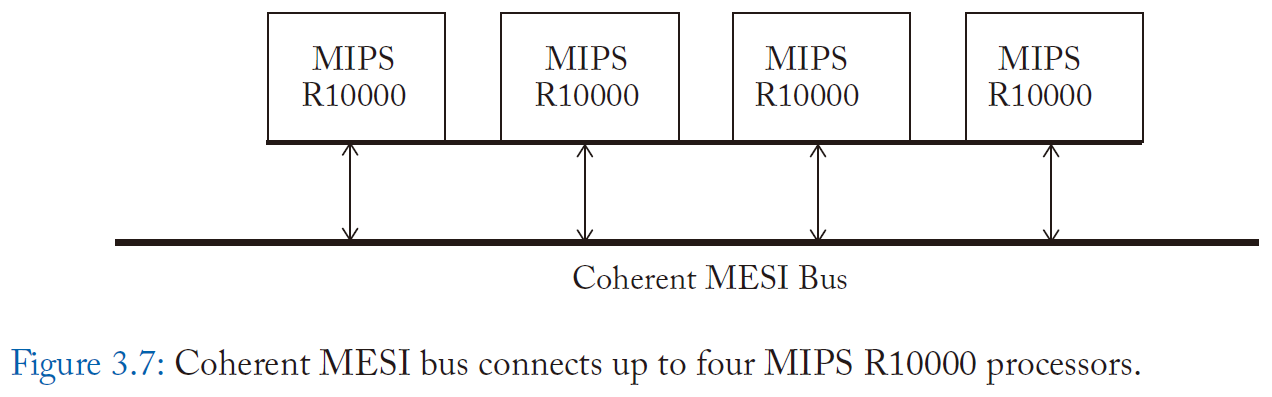 MIPS
R10000
MIPS
R10000
MIPS
R10000
MIPS
R10000
Coherent MESI Bus
Figure 3.7: Coherent MESI bus connects up to four MIPS R10000 processors.